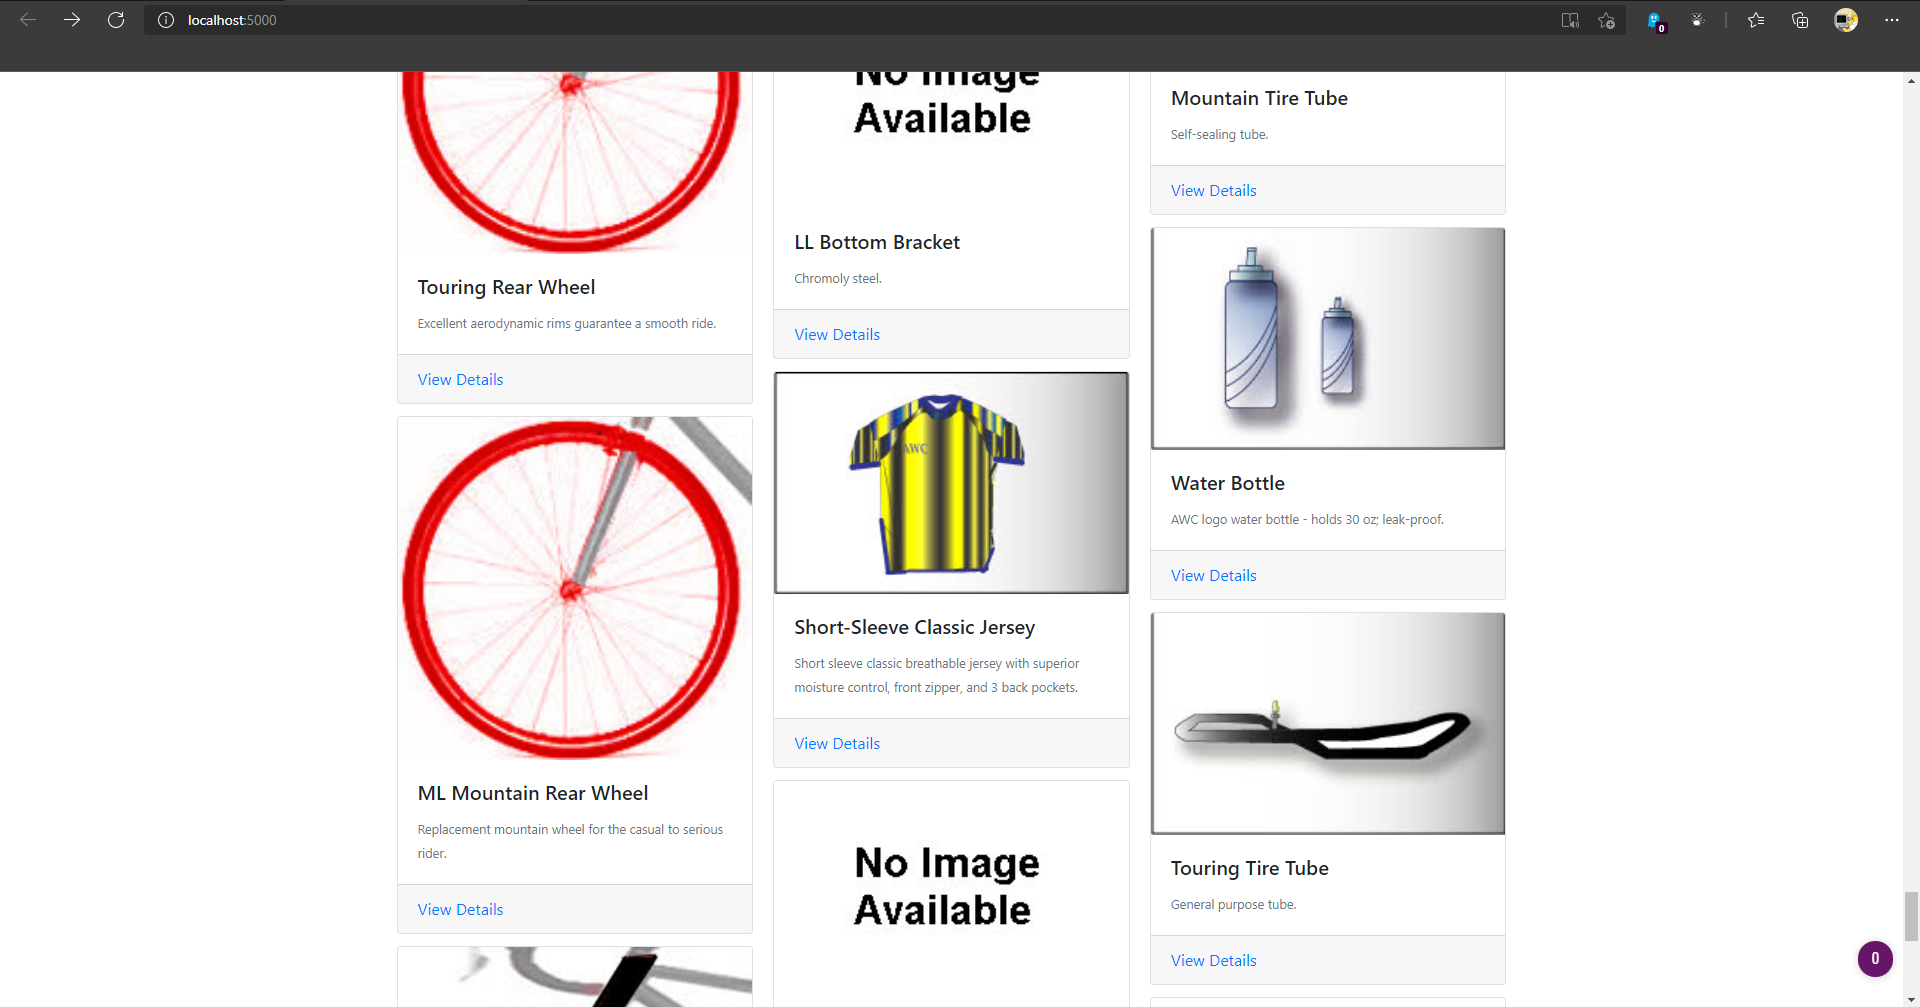 localhost:5000
0
Touring Rear Wheel
Excellent aerodynamic rims guarantee a smooth ride.
View Details
ML Mountain Rear Wheel
Replacement mountain wheel for the casual to serious
rider.
View Details
No Image
Available
LL Bottom Bracket
Chromoly steel.
View Details
AWC
Short-Sleeve Classic Jersey
Short sleeve classic breathable jersey with superior
moisture control, front zipper, and 3 back pockets.
View Details
No Image
Available
Mountain Tire Tube
Self-sealing tube.
View Details
Water Bottle
AWC logo water bottle - holds 30 oz; leak-proof.
View Details
Touring Tire Tube
General purpose tube.
View Details
0